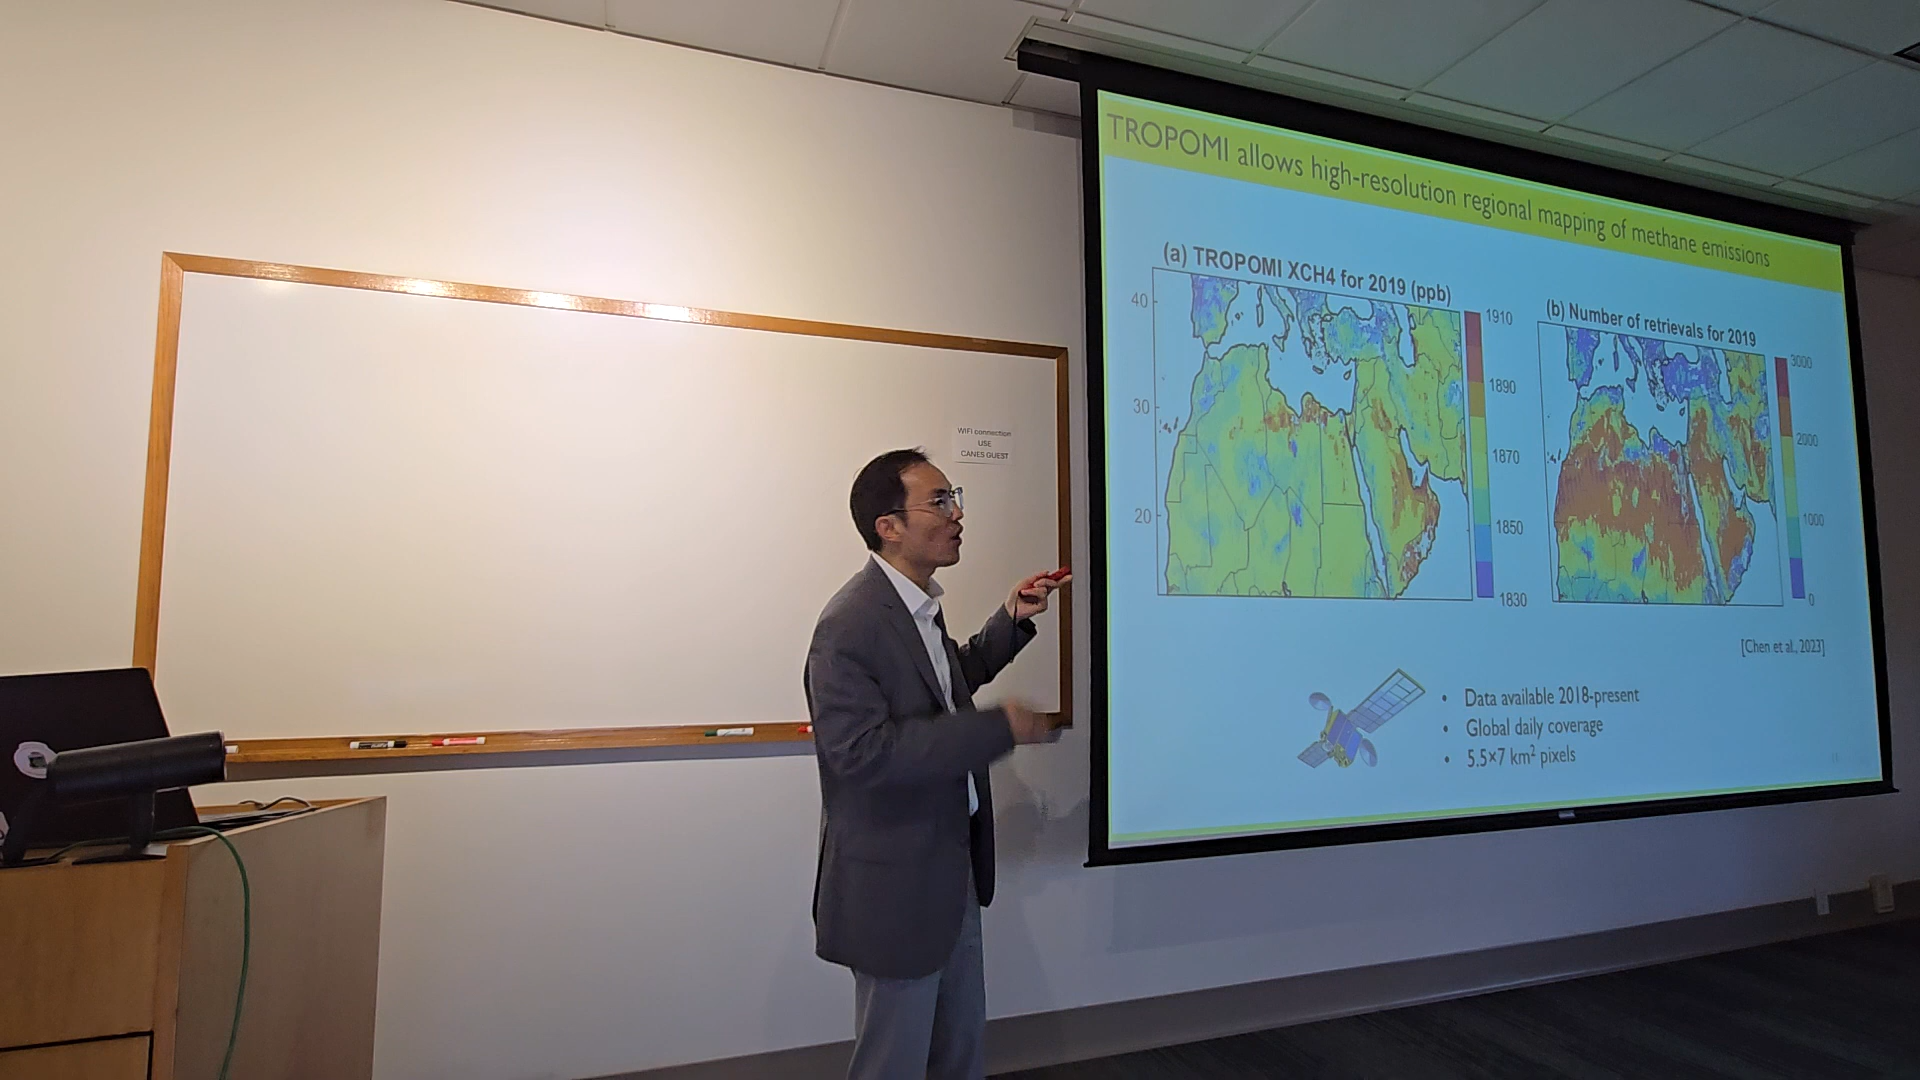 TROPOMI allows high-resolution regional mapping of methane emissions
(a) TROPOMI XCH4 for 2019 (ppb)
40
30
20
1910
1890
1870
1850
1830
(b) Number of retrievals for 2019
3000
2000
1000
0
[Chen et al., 2023]
• Data available 2018-present
• Global daily coverage
• 5.5×7 km² pixels
WIFI connection
USE
CANES GUEST